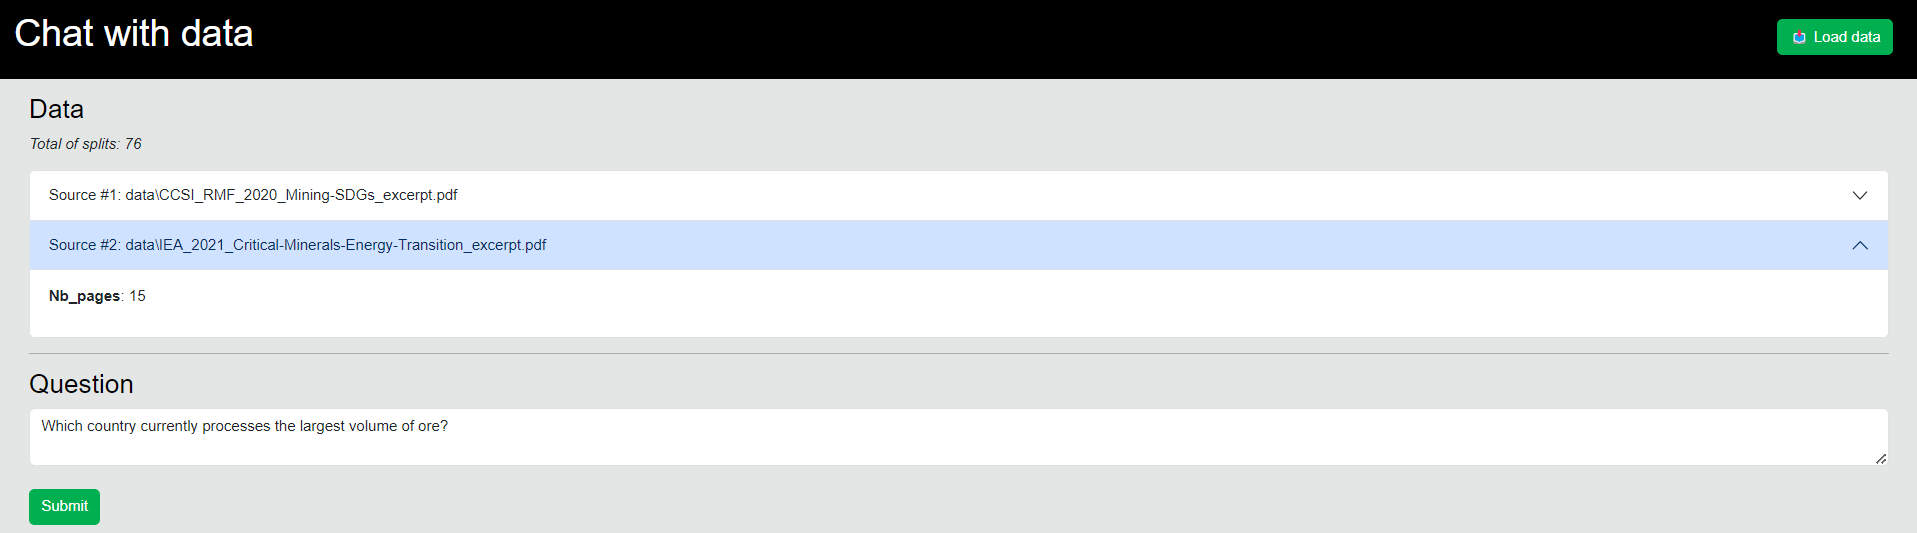 Chat with data
Load data
Data
Total of splits: 76
Source #1: data\CCSI_RMF_2020_Mining-SDGs_excerpt.pdf
Source #2: data\IEA_2021_Critical-Minerals-Energy-Transition_excerpt.pdf
Nb_pages: 15
Question
Which country currently processes the largest volume of ore?
Submit